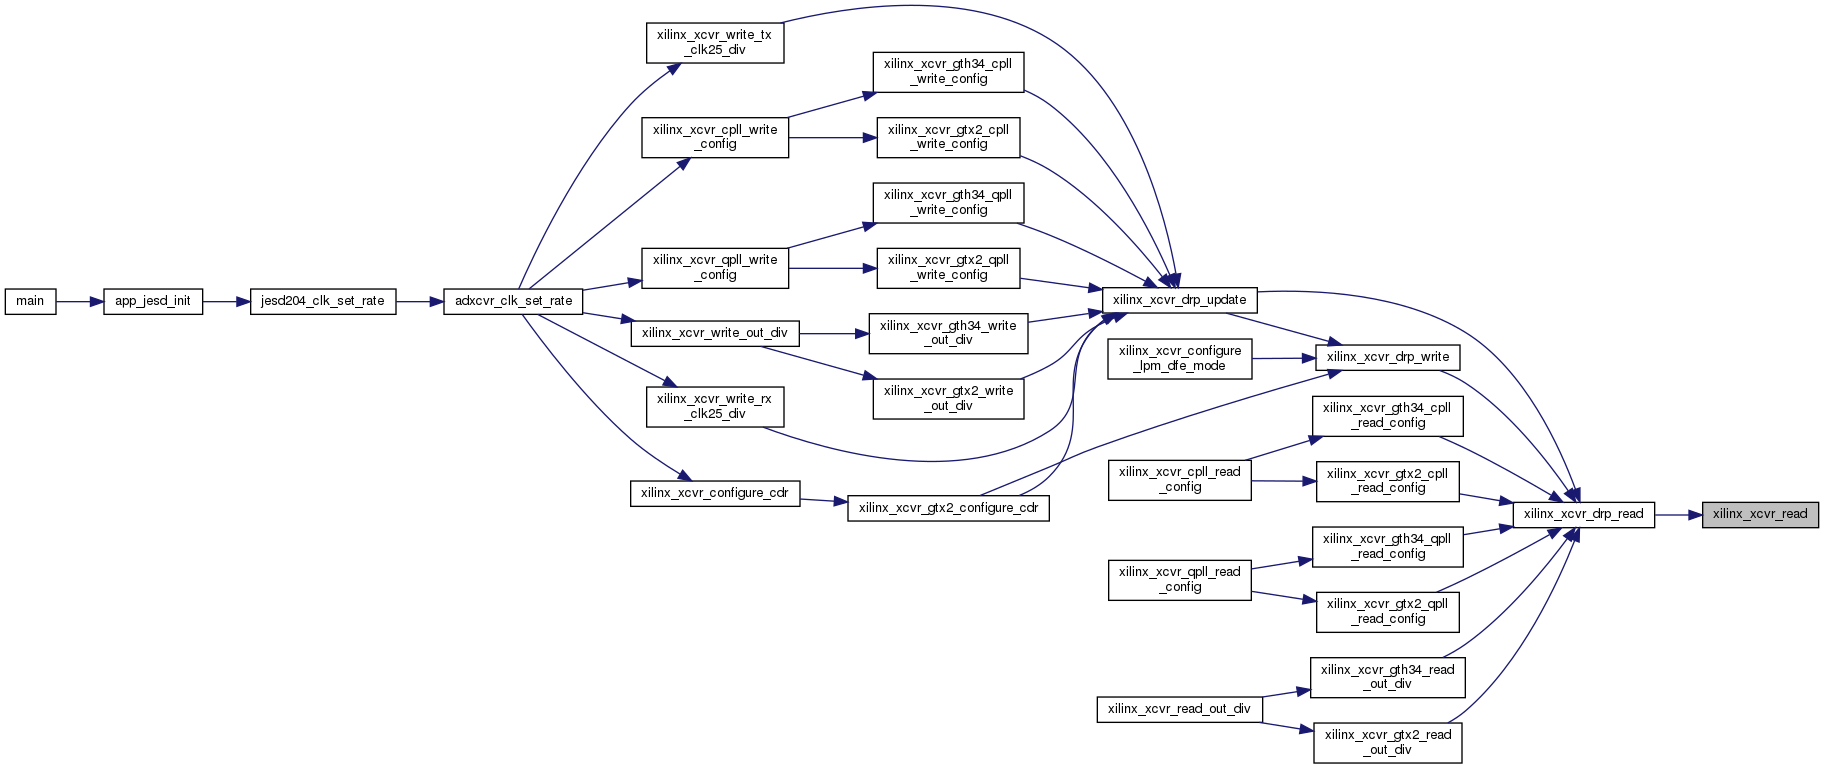 main
app_jesd_init
jesd204_clk_set_rate
adxcvr_clk_set_rate
xilinx_xcvr_write_tx
_clk25_div
xilinx_xcvr_cpll_write
_config
xilinx_xcvr_qpll_write
_config
xilinx_xcvr_write_out_div
xilinx_xcvr_write_rx
_clk25_div
xilinx_xcvr_configure_cdr
xilinx_xcvr_gth34_cpll
_write_config
xilinx_xcvr_gtx2_cpll
_write_config
xilinx_xcvr_gth34_qpll
_write_config
xilinx_xcvr_gtx2_qpll
_write_config
xilinx_xcvr_gth34_write
_out_div
xilinx_xcvr_gtx2_write
_out_div
xilinx_xcvr_gtx2_configure_cdr
xilinx_xcvr_drp_update
xilinx_xcvr_configure
_lpm_dfe_mode
xilinx_xcvr_cpll_read
_config
xilinx_xcvr_qpll_read
_config
xilinx_xcvr_read_out_div
xilinx_xcvr_drp_write
xilinx_xcvr_gth34_cpll
_read_config
xilinx_xcvr_gtx2_cpll
_read_config
xilinx_xcvr_gth34_qpll
_read_config
xilinx_xcvr_gtx2_qpll
_read_config
xilinx_xcvr_gth34_read
_out_div
xilinx_xcvr_gtx2_read
_out_div
xilinx_xcvr_drp_read
xilinx_xcvr_read